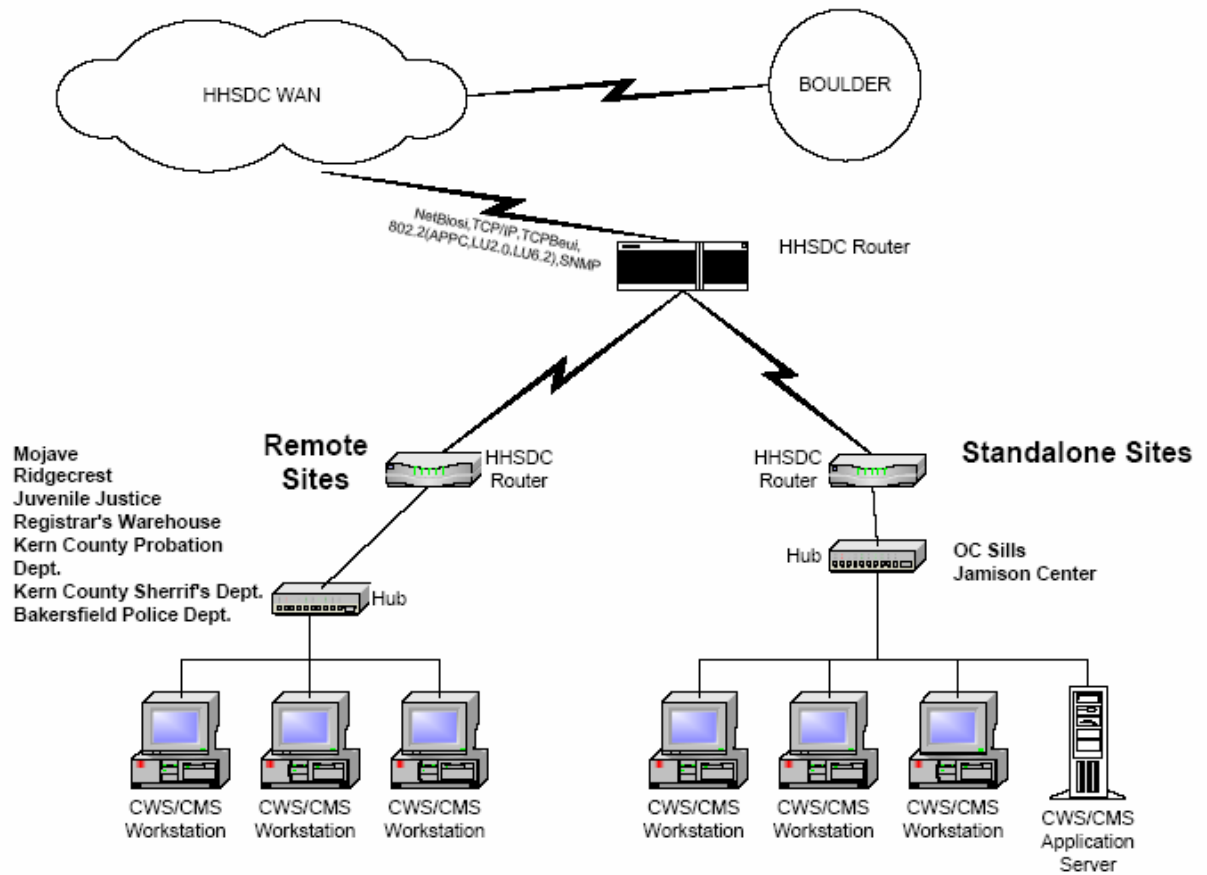 HHSDC WAN
BOULDER
NetBiosi,TCP/IP,TCPBeui,
802.2(APPC,LU2.0,LU6.2),SNMP
HHSDC Router
Remote
Sites
HHSDC
Router
Mojave
Ridgecrest
Juvenile Justice
Registrar's Warehouse
Kern County Probation
Dept.
Kern County Sherrif's Dept.
Bakersfield Police Dept.
Hub
CWS/CMS
Workstation
CWS/CMS
Workstation
CWS/CMS
Workstation
HHSDC
Router
Standalone Sites
Hub
OC Sills
Jamison Center
CWS/CMS
Workstation
CWS/CMS
Workstation
CWS/CMS
Workstation
CWS/CMS
Application
Server